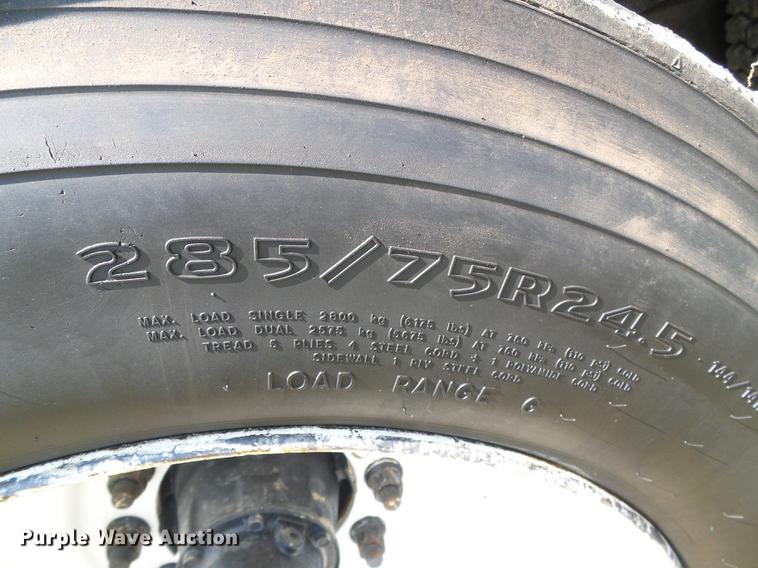 285/75R24.5
MAX. LOAD SINGLE 2800 kg (6175 lbs) AT 760 kPa (110 PSI) COLD
MAX. LOAD DUAL 2575 kg (5675 lbs) AT 760 kPa (110 PSI) COLD
TREAD 5 PLIES 4 STEEL CORD + 1 POLYAMIDE CORD
SIDEWALL 1 PLY STEEL CORD
144/14
LOAD RANGE G
Purple Wave Auction